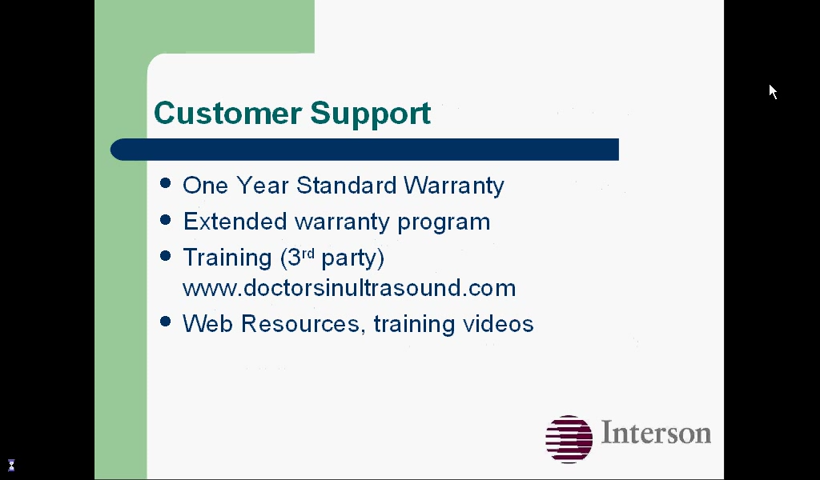 Customer Support
One Year Standard Warranty
Extended warranty program
Training (3rd party)
www.doctorsinultrasound.com
Web Resources, training videos
Interson